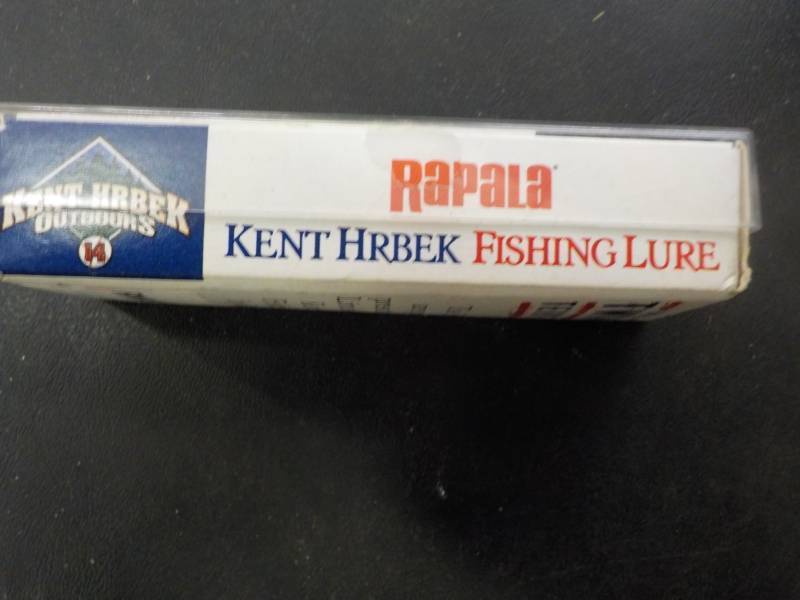 KENT HRBEK
OUTDOORS
14
Rapala
KENT HRBEK FISHING LURE